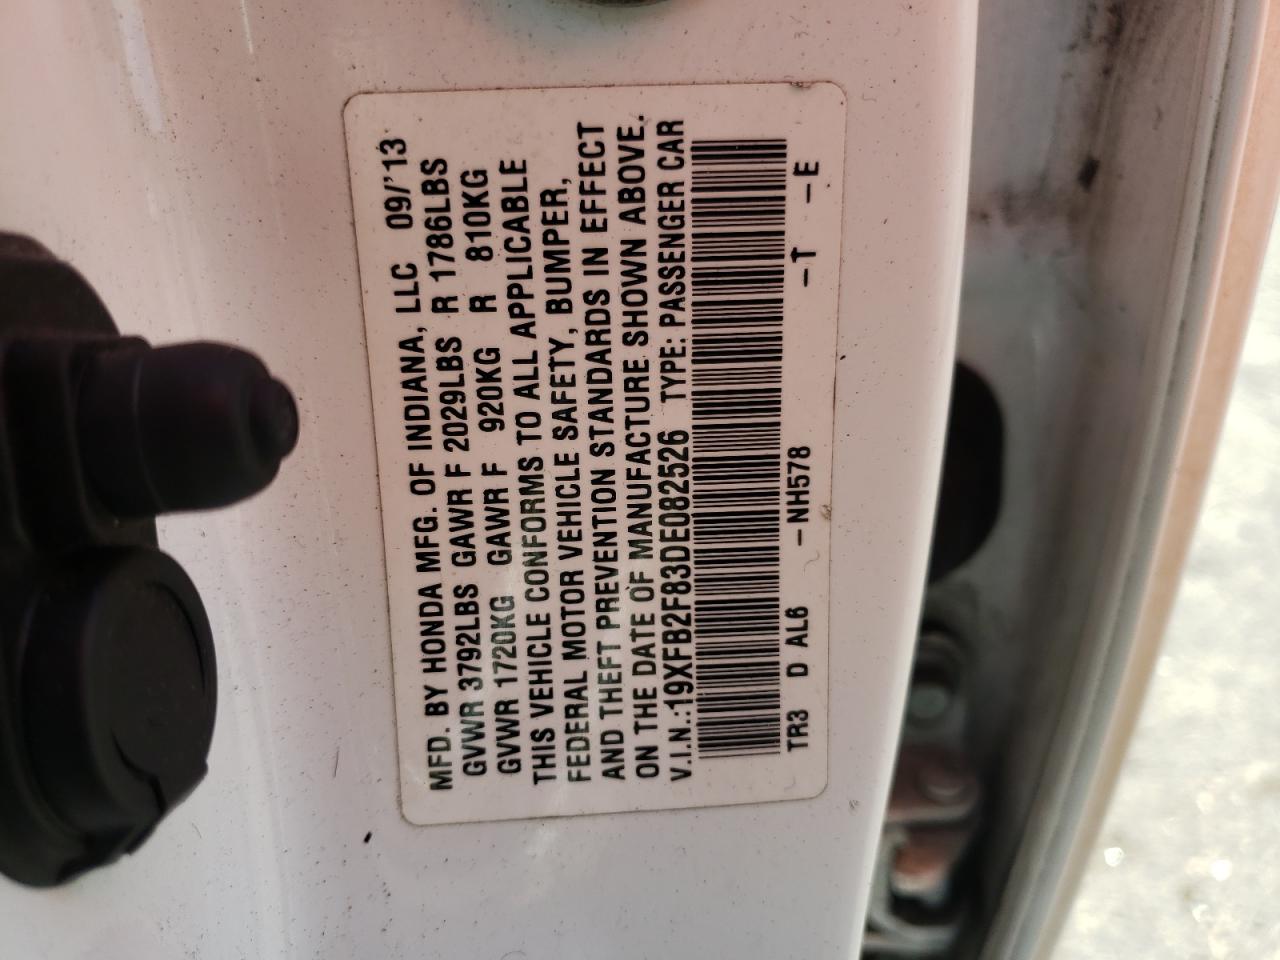 MFD. BY HONDA MFG. OF INDIANA, LLC 09/'13
GVWR 3792LBS GAWR F 2029LBS R 1786LBS
GVWR 1720KG GAWR F 920KG R 810KG
THIS VEHICLE CONFORMS TO ALL APPLICABLE
FEDERAL MOTOR VEHICLE SAFETY, BUMPER,
AND THEFT PREVENTION STANDARDS IN EFFECT
ON THE DATE OF MANUFACTURE SHOWN ABOVE.
V.I.N.:19XFB2F83DE082526 TYPE: PASSENGER CAR
TR3 D AL6 -NH578 -T -E